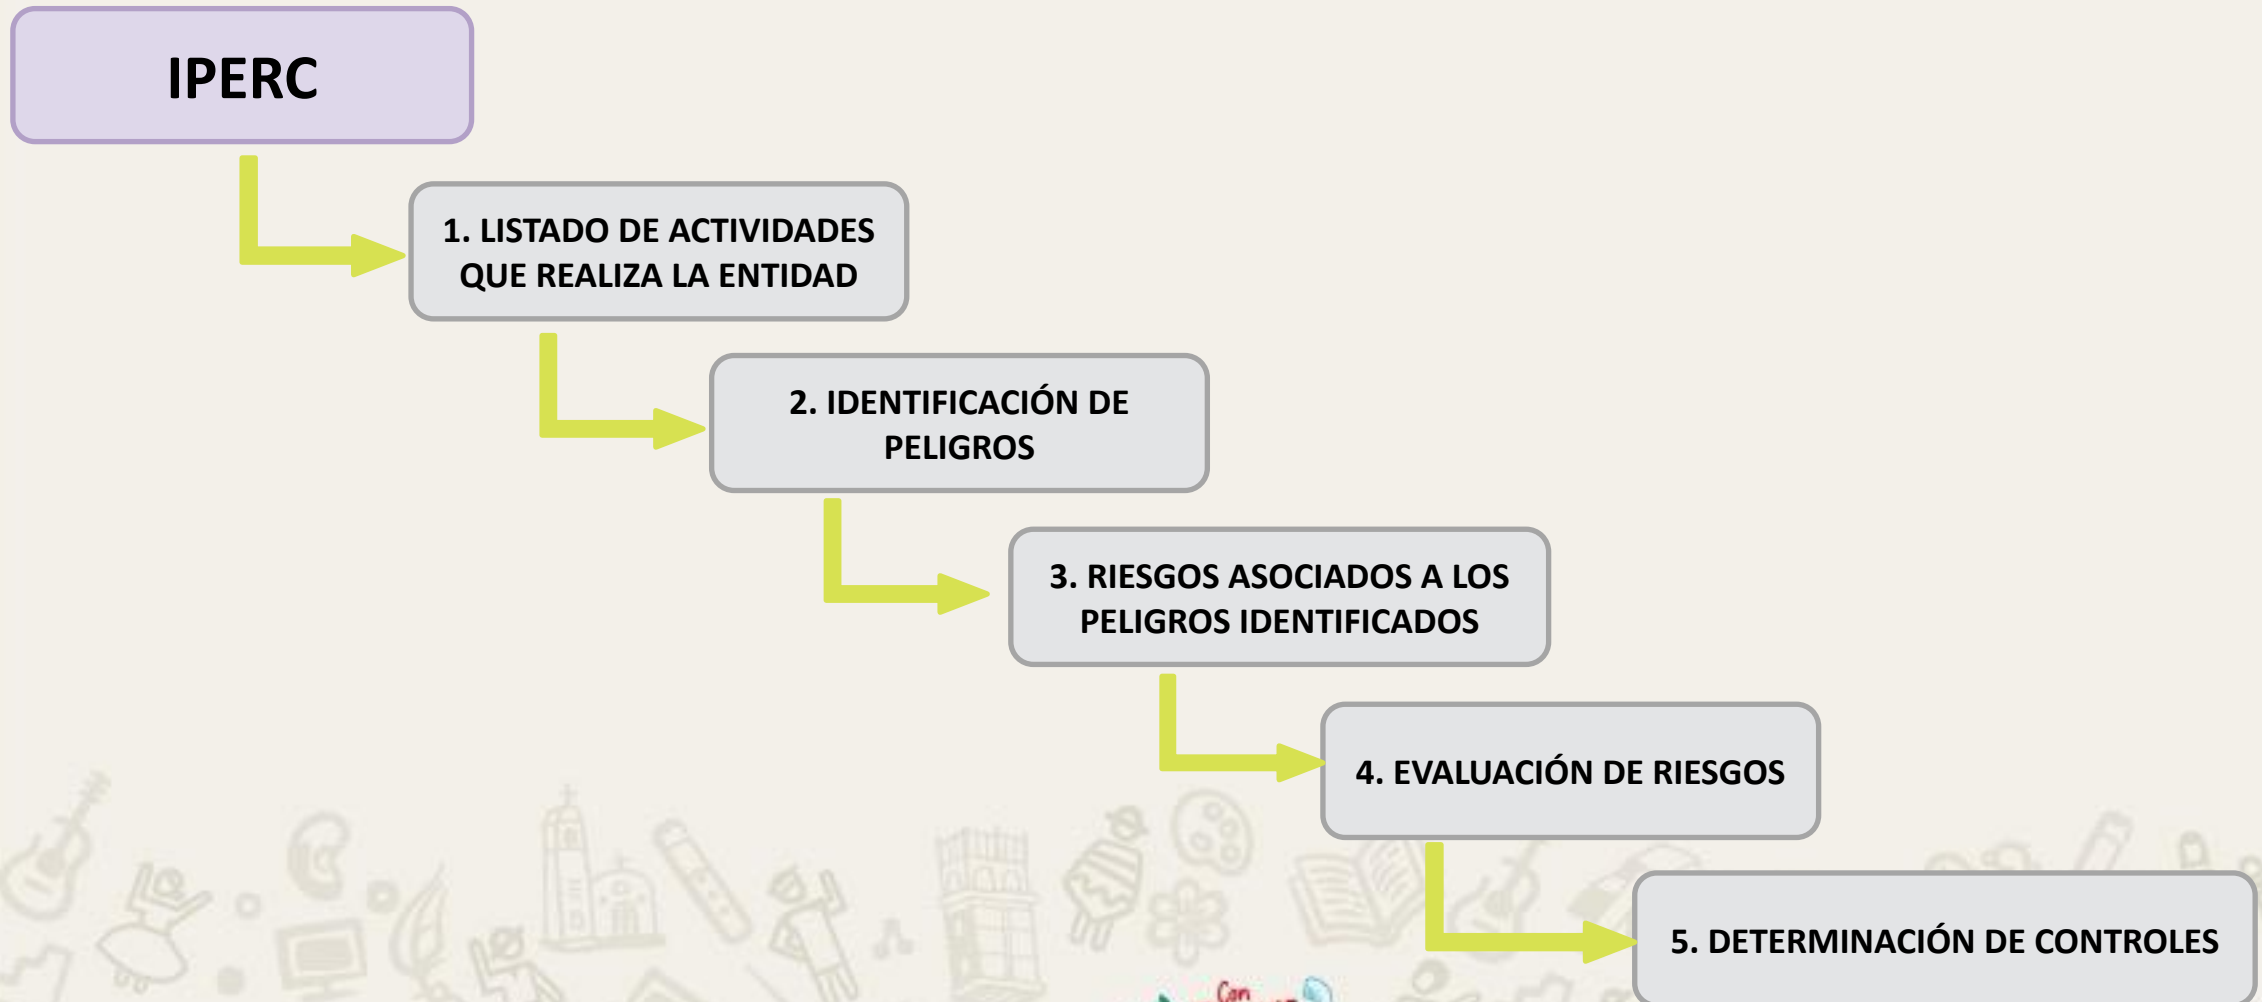 IPERC
1. LISTADO DE ACTIVIDADES
QUE REALIZA LA ENTIDAD
2. IDENTIFICACIÓN DE
PELIGROS
3. RIESGOS ASOCIADOS A LOS
PELIGROS IDENTIFICADOS
4. EVALUACIÓN DE RIESGOS
5. DETERMINACIÓN DE CONTROLES
Con